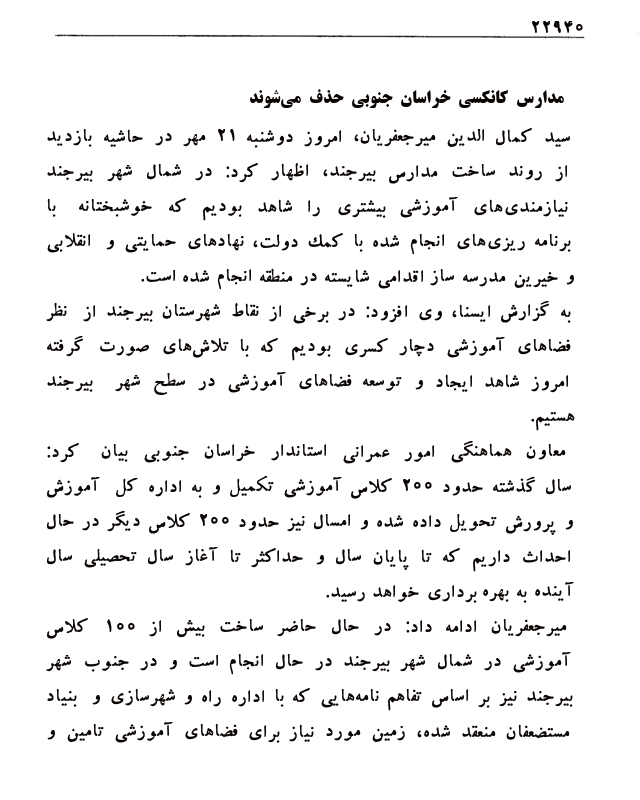 ۲۲۹۴۰
مدارس کانکسی خراسان جنوبی حذف می‌شوند
سید کمال الدین میرجعفریان، امروز دوشنبه ۲۱ مهر در حاشیه بازدید
از روند ساخت مدارس بیرجند، اظهار کرد: در شمال شهر بیرجند
نیازمندی‌های آموزشی بیشتری را شاهد بودیم که خوشبختانه با
برنامه ریزی‌های انجام شده با کمك دولت، نهادهای حمایتی و انقلابی
و خیرین مدرسه ساز اقدامی شایسته در منطقه انجام شده است.
به گزارش ایسنا، وی افزود: در برخی از نقاط شهرستان بیرجند از نظر
فضاهای آموزشی دچار کسری بودیم که با تلاش‌های صورت گرفته
امروز شاهد ایجاد و توسعه فضاهای آموزشی در سطح شهر بیرجند
هستیم.
معاون هماهنگی امور عمرانی استاندار خراسان جنوبی بیان کرد:
سال گذشته حدود ۲۰۰ کلاس آموزشی تکمیل و به اداره کل آموزش
و پرورش تحویل داده شده و امسال نیز حدود ۲۰۰ کلاس دیگر در حال
احداث داریم که تا پایان سال و حداکثر تا آغاز سال تحصیلی سال
آینده به بهره برداری خواهد رسید.
میرجعفریان ادامه داد: در حال حاضر ساخت بیش از ۱۰۰ کلاس
آموزشی در شمال شهر بیرجند در حال انجام است و در جنوب شهر
بیرجند نیز بر اساس تفاهم نامه‌هایی که با اداره راه و شهرسازی و بنیاد
مستضعفان منعقد شده، زمین مورد نیاز برای فضاهای آموزشی تامین و